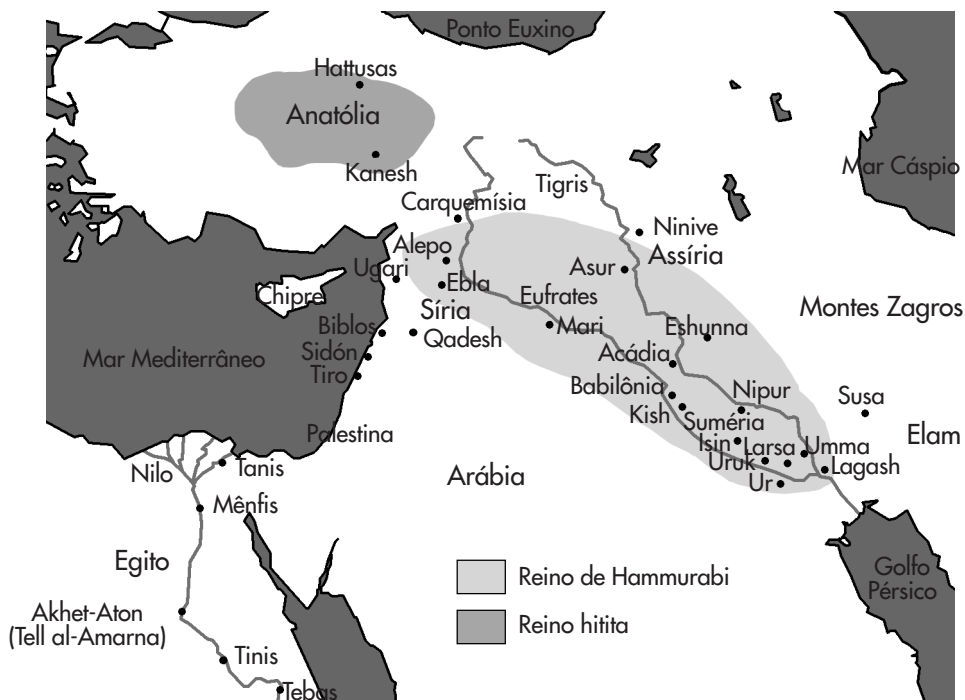 Ponto Euxino
Hattusas
Anatólia
Kanesh
Mar Cáspio
Tigris
Carquemísia
Ninive
Assíria
Alepo
Asur
Ugari
Ebla
Chipre
Eufrates
Síria
Montes Zagros
Biblos
Qadesh
Mari
Eshunna
Mar Mediterrâneo
Sidón
Acádia
Tiro
Babilônia
Nipur
Susa
Kish
Suméria
Palestina
Isin
Larsa
Umma
Elam
Nilo
Tanis
Uruk
Lagash
Arábia
Ur
Mênfis
Egito
Reino de Hammurabi
Golfo
Pérsico
Akhet-Aton
(Tell al-Amarna)
Reino hitita
Tinis
Tebas